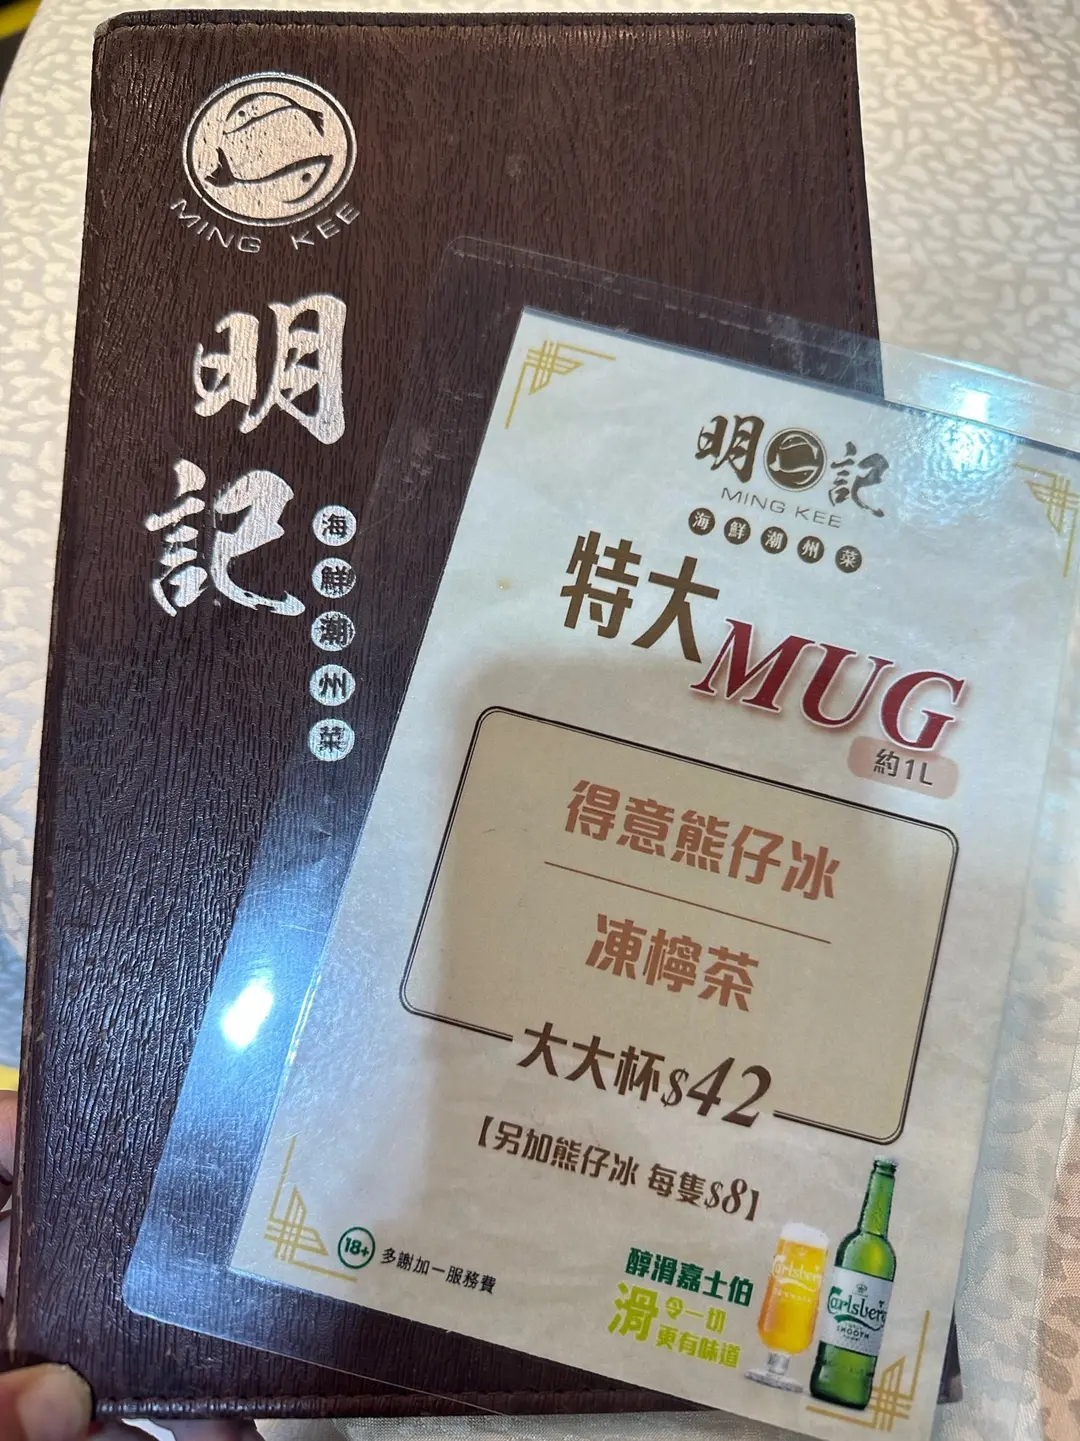 MING KEE
明記
海鮮潮州菜
明記
MING KEE
海鮮潮州菜
特大MUG
約1L
得意熊仔冰
凍檸茶
大大杯$42
【另加熊仔冰 每隻$8】
18+ 多謝加一服務費
醇滑嘉士伯
滑令一切
更有味道
Carlsberg
Carlsberg
SMOOTH